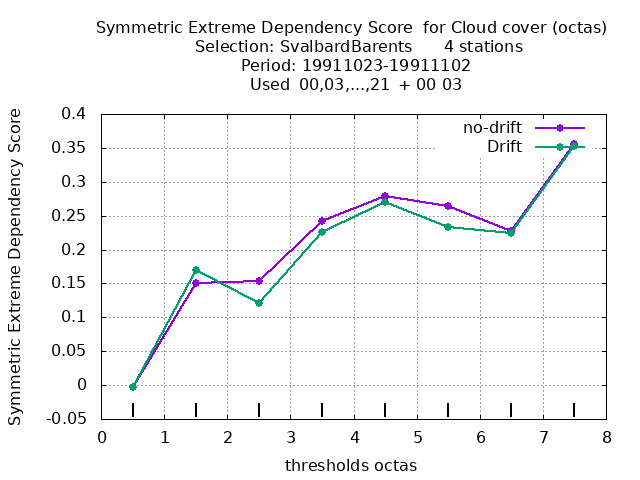 Symmetric Extreme Dependency Score  for Cloud cover (octas)
Selection: SvalbardBarents      4 stations
Period: 19911023-19911102
Used  00,03,...,21  + 00 03
Symmetric Extreme Dependency Score
0.4
0.35
0.3
0.25
0.2
0.15
0.1
0.05
0
-0.05
no-drift
Drift
0 1 2 3 4 5 6 7 8
thresholds octas